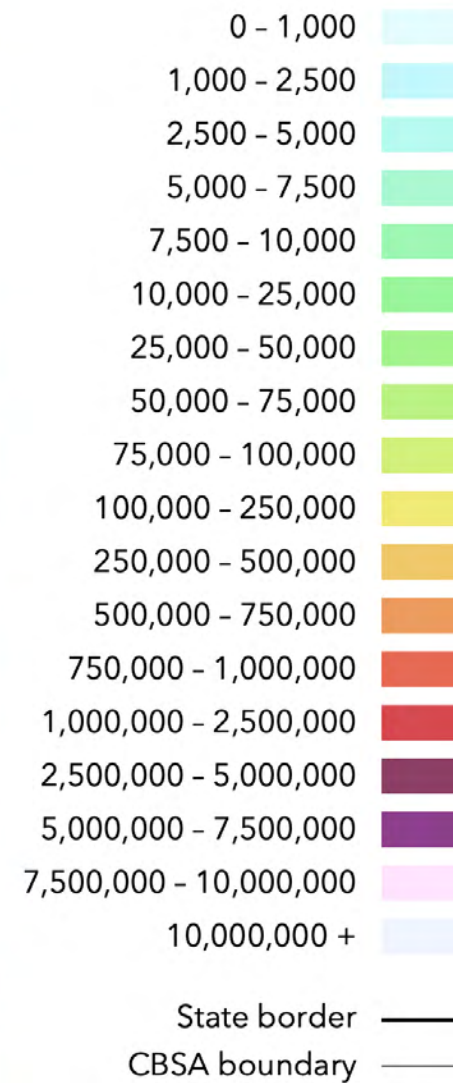 0 – 1,000
1,000 – 2,500
2,500 – 5,000
5,000 – 7,500
7,500 – 10,000
10,000 – 25,000
25,000 – 50,000
50,000 – 75,000
75,000 – 100,000
100,000 – 250,000
250,000 – 500,000
500,000 – 750,000
750,000 – 1,000,000
1,000,000 – 2,500,000
2,500,000 – 5,000,000
5,000,000 – 7,500,000
7,500,000 – 10,000,000
10,000,000 +
State border
CBSA boundary